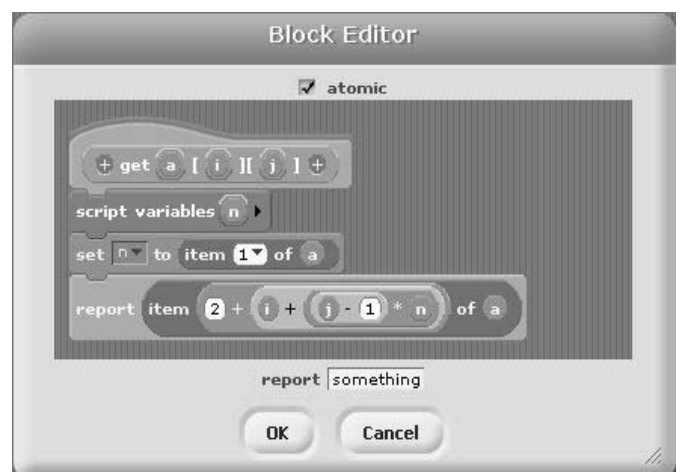 Block Editor
atomic
+ get a [ i ][ j ] +
script variables n
set n to item 1 of a
report item 2 + i + j - 1 * n of a
report something
OK Cancel